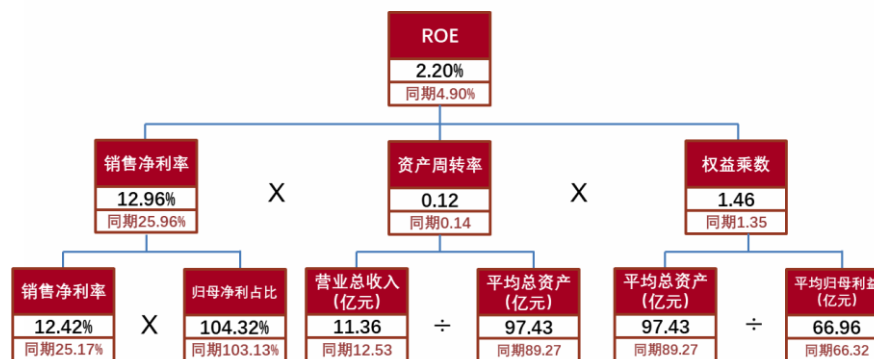 ROE
2.20%
同期4.90%
销售净利率
12.96%
同期25.96%
X
资产周转率
0.12
同期0.14
X
权益乘数
1.46
同期1.35
销售净利率
12.42%
同期25.17%
X
归母净利占比
104.32%
同期103.13%
营业总收入
(亿元)
11.36
同期12.53
÷
平均总资产
(亿元)
97.43
同期89.27
平均总资产
(亿元)
97.43
同期89.27
÷
平均归母利益
(亿元)
66.96
同期66.32